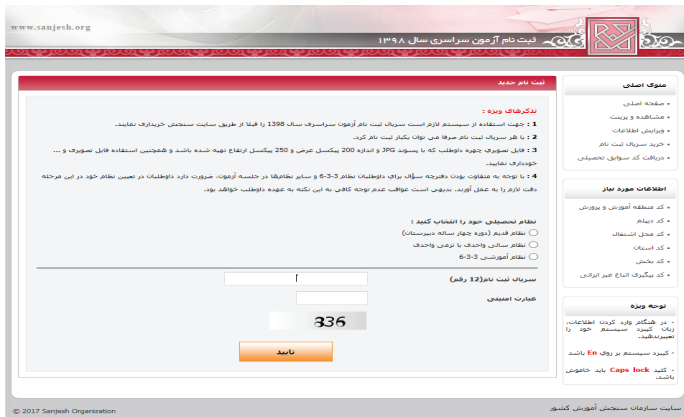 www.sanjesh.org
ثبت نام آزمون سراسری سال ۱۳۹۸
منوی اصلی
• صفحه اصلی
• مشاهده و پرینت
• ویرایش اطلاعات
• خرید سریال ثبت نام
• دریافت کد سوابق تحصیلی
اطلاعات مورد نیاز
• کد منطقه آموزش و پرورش
• کد دیپلم
• کد محل اشتغال
• کد استان
• کد بخش
• کد پیگیری اتباع غیر ایرانی
توجه ویژه
- در هنگام وارد کردن اطلاعات،
زبان کیبرد سیستم خود را
تغییرندهید.
- کیبرد سیستم بر روی En باشد
- کلید Caps lock باید خاموش
باشد.
ثبت نام جدید
تذکرهای ویژه :
1 : جهت استفاده از سیستم لازم است سریال ثبت نام آزمون سراسری سال 1398 را قبلا از طریق سایت سنجش خریداری نمایند.
2 : با هر سریال ثبت نام صرفا می توان یکبار ثبت نام کرد.
3 : فایل تصویری چهره داوطلب که با پسوند JPG و اندازه 200 پیکسل عرض و 250 پیکسل ارتفاع تهیه شده باشد و همچنین استفاده فایل تصویری و ...
خودداری نمایید.
4 : با توجه به متفاوت بودن دفترچه سؤال برای داوطلبان نظام 3-3-6 و سایر نظام‌ها در جلسه آزمون، ضرورت دارد داوطلبان در تعیین نظام خود در این مرحله
دقت لازم را به عمل آورند. بدیهی است عواقب عدم توجه کافی به این نکته به عهده داوطلب خواهد بود.
نظام تحصیلی خود را انتخاب کنید :
نظام قدیم (دوره چهار ساله دبیرستان)
نظام سالی واحدی یا ترمی واحدی
نظام آموزشی 3-3-6
سریال ثبت نام(12 رقم)
عبارت امنیتی
336
تایید
سایت سازمان سنجش آموزش کشور
© 2017 Sanjesh Organization